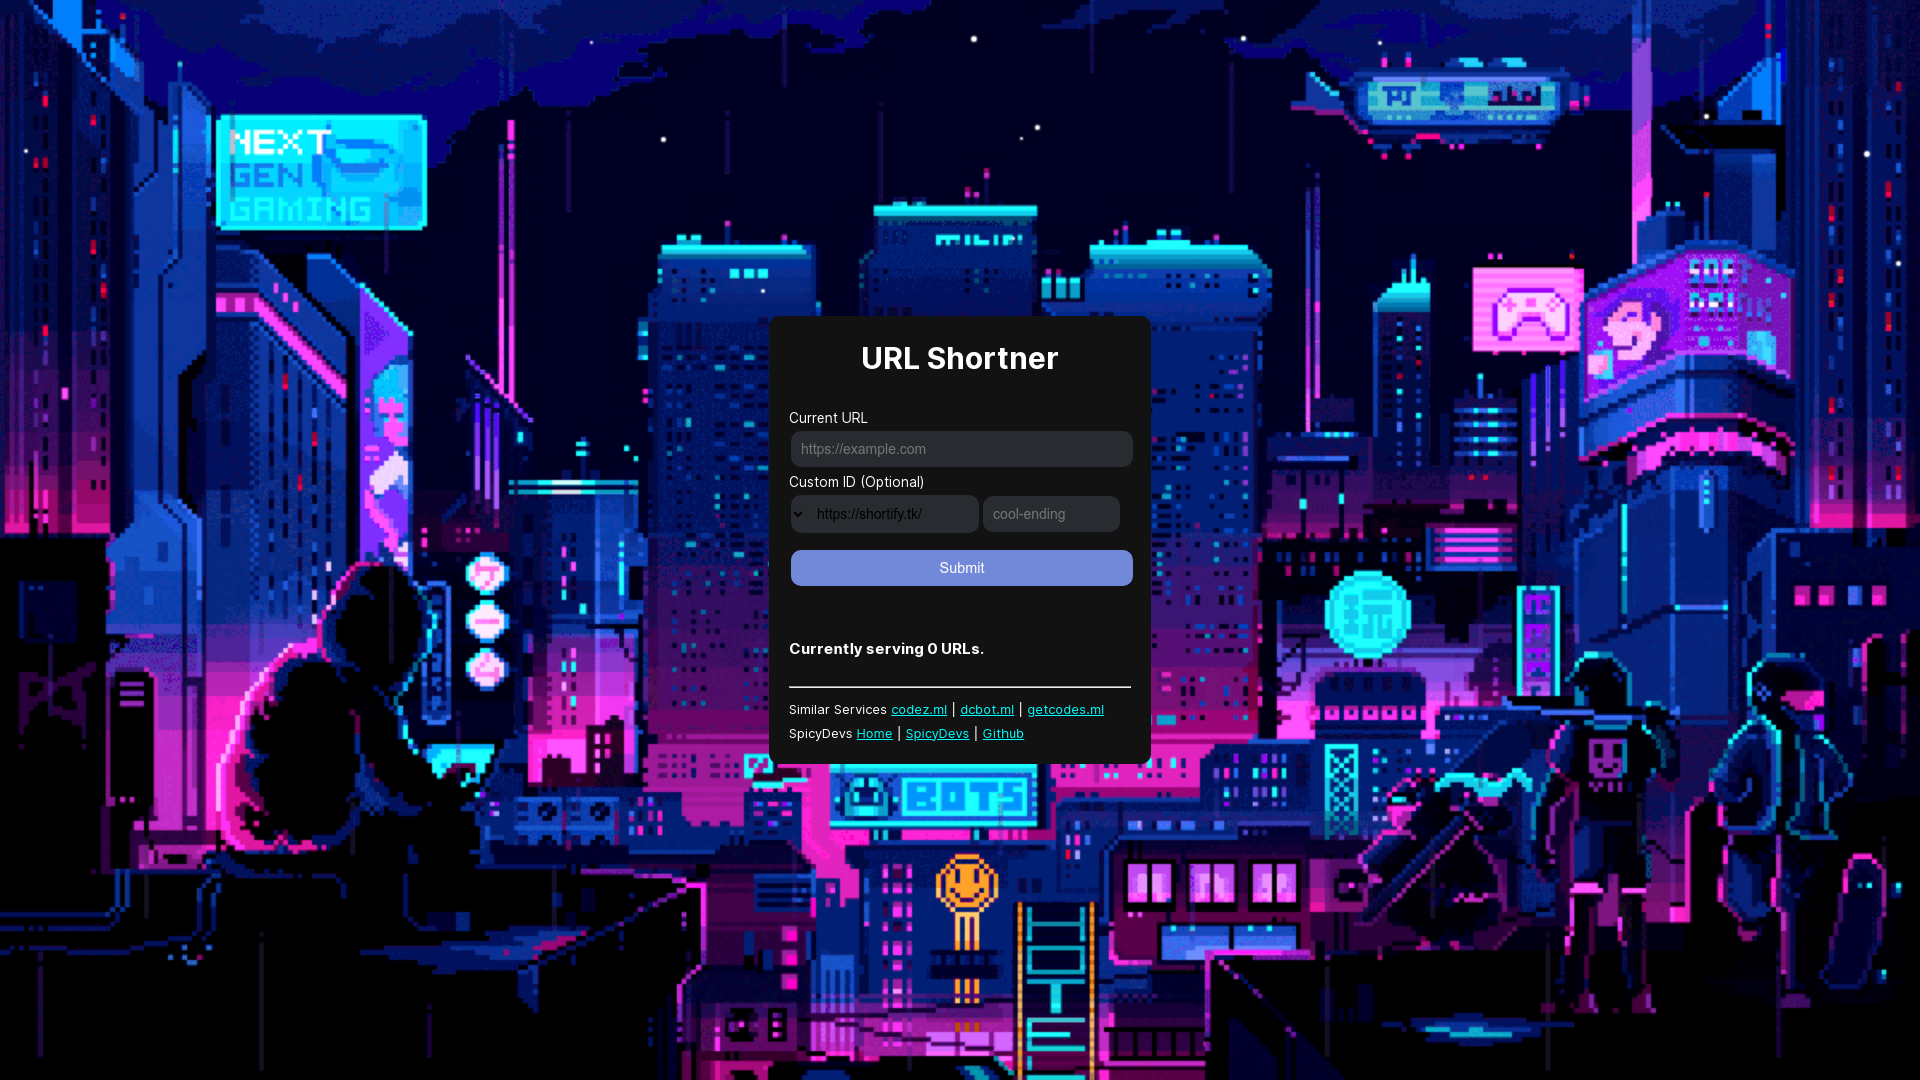 NEXT
GEN
GAMING
URL Shortner
Current URL
https://example.com
Custom ID (Optional)
https://shortify.tk/ cool-ending
Submit
Currently serving 0 URLs.
Similar Services codez.ml | dcbot.ml | getcodes.ml
SpicyDevs Home | SpicyDevs | Github
BOTS